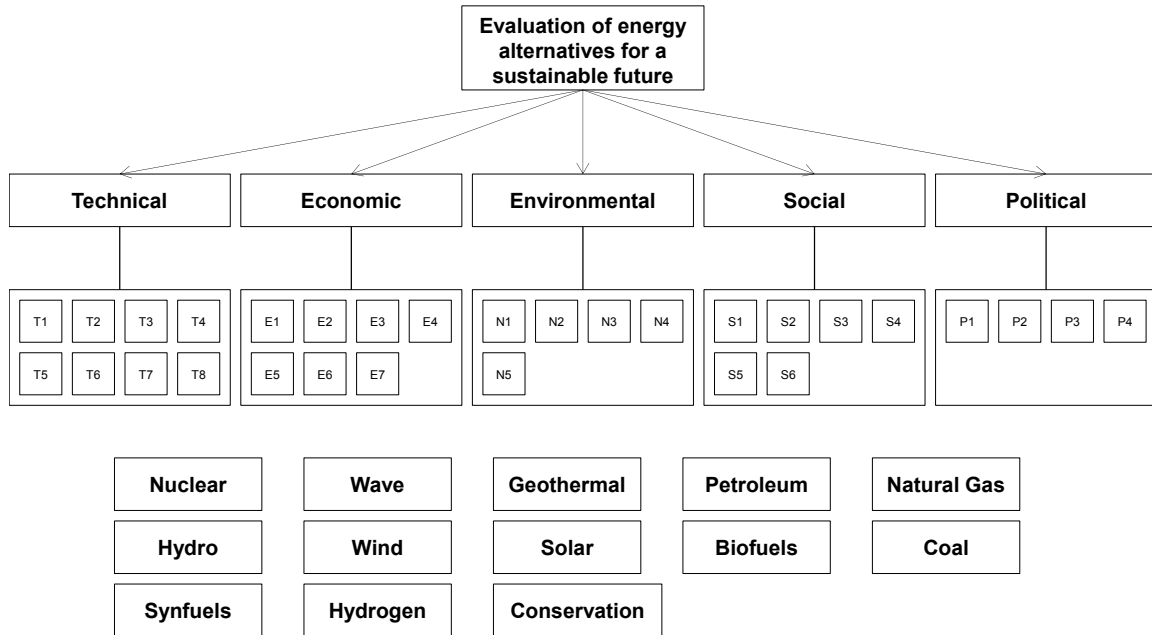 Evaluation of energy
alternatives for a
sustainable future
Technical Economic Environmental Social Political
T1 T2 T3 T4 E1 E2 E3 E4 N1 N2 N3 N4 S1 S2 S3 S4 P1 P2 P3 P4
T5 T6 T7 T8 E5 E6 E7 N5 S5 S6
Nuclear Wave Geothermal Petroleum Natural Gas
Hydro Wind Solar Biofuels Coal
Synfuels Hydrogen Conservation